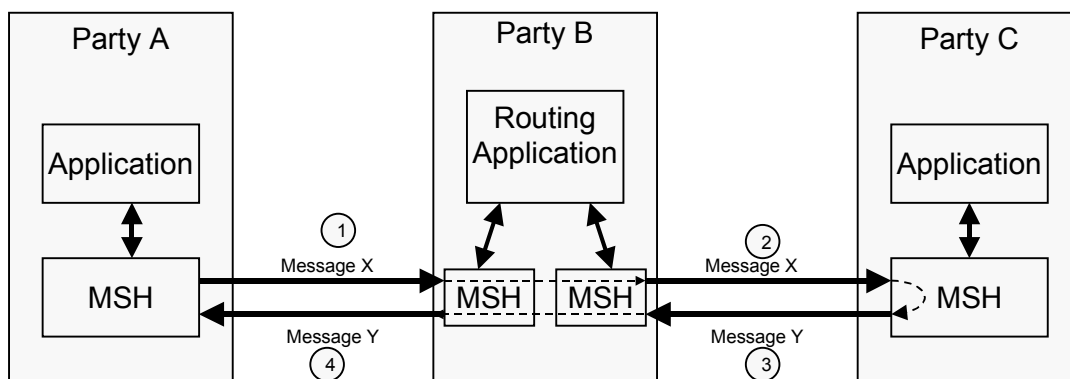 Party A
Party B
Party C
Routing
Application
Application
Application
1
2
Message X
Message X
MSH
MSH
MSH
MSH
Message Y
Message Y
4
3